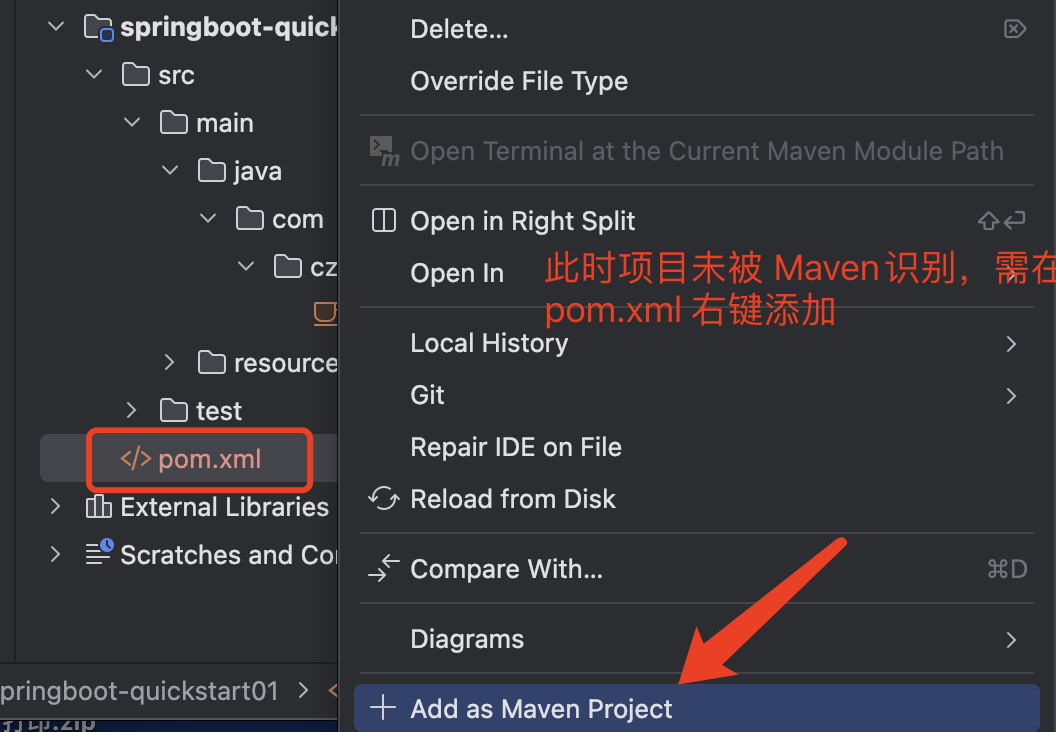 springboot-quick
src
main
java
com
cz
resource
test
pom.xml
External Libraries
Scratches and Co
pringboot-quickstart01
打印.zip
Delete...
Override File Type
Open Terminal at the Current Maven Module Path
Open in Right Split
Open In
此时项目未被 Maven识别，需在
pom.xml 右键添加
Local History
Git
Repair IDE on File
Reload from Disk
Compare With... ⌘D
Diagrams
Add as Maven Project